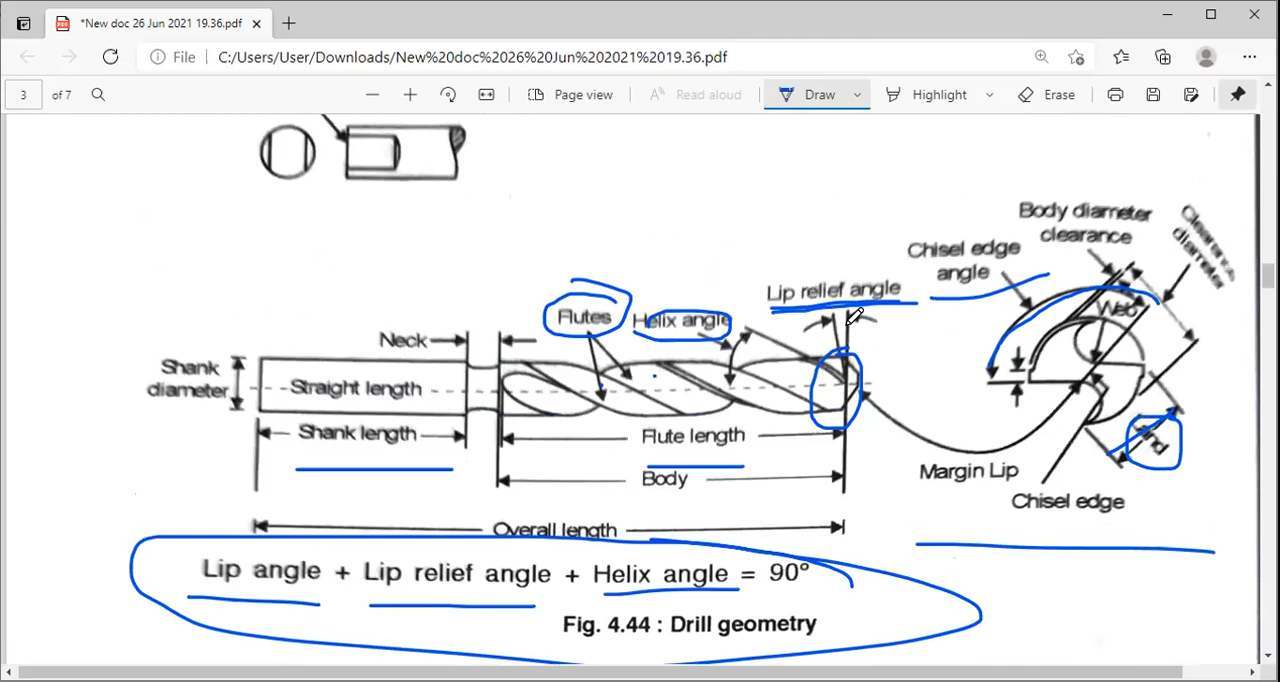 *New doc 26 Jun 2021 19.36.pdf
File C:/Users/User/Downloads/New%20doc%2026%20Jun%202021%2019.36.pdf
3 of 7
Page view
Read aloud
Draw
Highlight
Erase
Body diameter
clearance
Clearance
diameter
Chisel edge
angle
Lip relief angle
Flutes
Helix angle
Web
Neck
Shank
diameter
Straight length
Shank length
Flute length
Land
Margin Lip
Body
Chisel edge
Overall length
Lip angle + Lip relief angle + Helix angle = 90°
Fig. 4.44 : Drill geometry